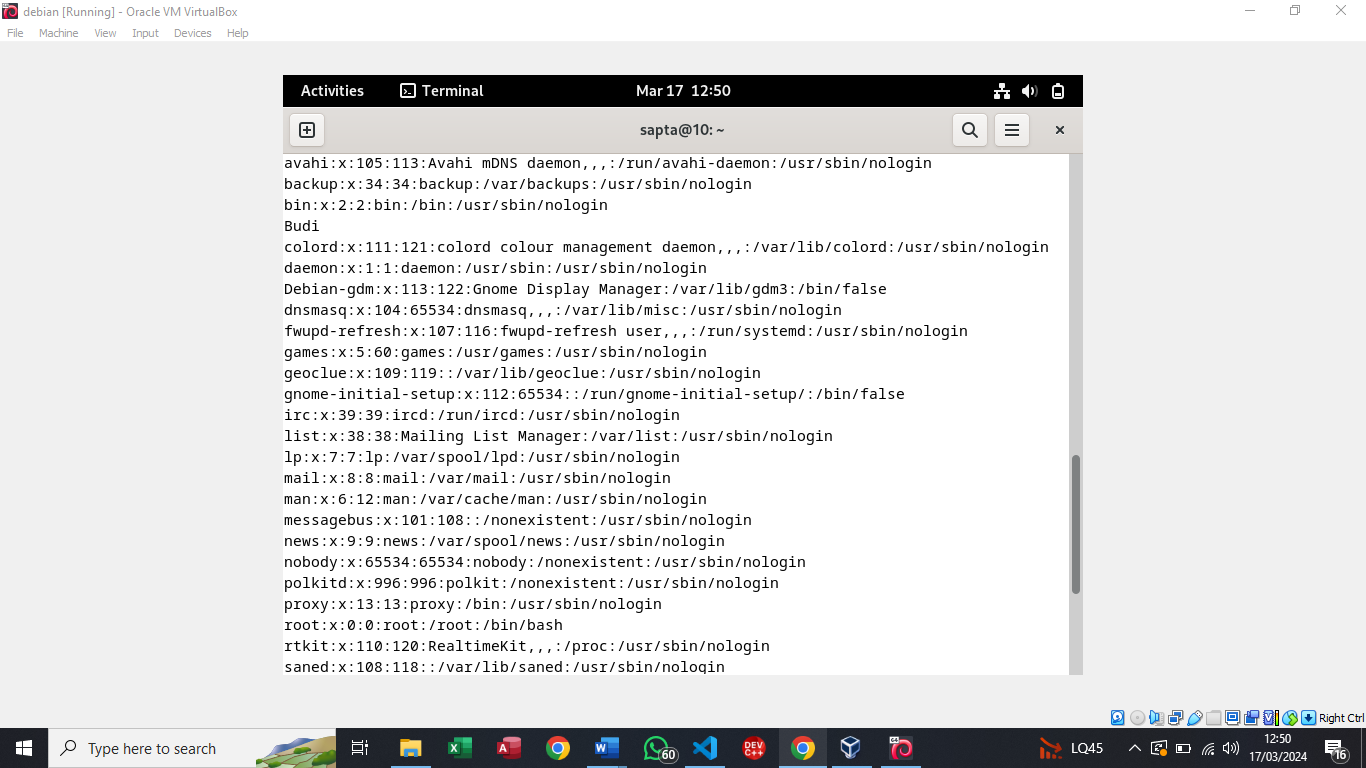 debian [Running] - Oracle VM VirtualBox
File Machine View Input Devices Help
Activities Terminal Mar 17 12:50
sapta@10: ~
avahi:x:105:113:Avahi mDNS daemon,,,:/run/avahi-daemon:/usr/sbin/nologin
backup:x:34:34:backup:/var/backups:/usr/sbin/nologin
bin:x:2:2:bin:/bin:/usr/sbin/nologin
Budi
colord:x:111:121:colord colour management daemon,,,:/var/lib/colord:/usr/sbin/nologin
daemon:x:1:1:daemon:/usr/sbin:/usr/sbin/nologin
Debian-gdm:x:113:122:Gnome Display Manager:/var/lib/gdm3:/bin/false
dnsmasq:x:104:65534:dnsmasq,,,:/var/lib/misc:/usr/sbin/nologin
fwupd-refresh:x:107:116:fwupd-refresh user,,,:/run/systemd:/usr/sbin/nologin
games:x:5:60:games:/usr/games:/usr/sbin/nologin
geoclue:x:109:119::/var/lib/geoclue:/usr/sbin/nologin
gnome-initial-setup:x:112:65534::/run/gnome-initial-setup/:/bin/false
irc:x:39:39:ircd:/run/ircd:/usr/sbin/nologin
list:x:38:38:Mailing List Manager:/var/list:/usr/sbin/nologin
lp:x:7:7:lp:/var/spool/lpd:/usr/sbin/nologin
mail:x:8:8:mail:/var/mail:/usr/sbin/nologin
man:x:6:12:man:/var/cache/man:/usr/sbin/nologin
messagebus:x:101:108::/nonexistent:/usr/sbin/nologin
news:x:9:9:news:/var/spool/news:/usr/sbin/nologin
nobody:x:65534:65534:nobody:/nonexistent:/usr/sbin/nologin
polkitd:x:996:996:polkit:/nonexistent:/usr/sbin/nologin
proxy:x:13:13:proxy:/bin:/usr/sbin/nologin
root:x:0:0:root:/root:/bin/bash
rtkit:x:110:120:RealtimeKit,,,:/proc:/usr/sbin/nologin
saned:x:108:118::/var/lib/saned:/usr/sbin/nologin
Right Ctrl
Type here to search
60
DEV C++
LQ45
12:50
17/03/2024
16